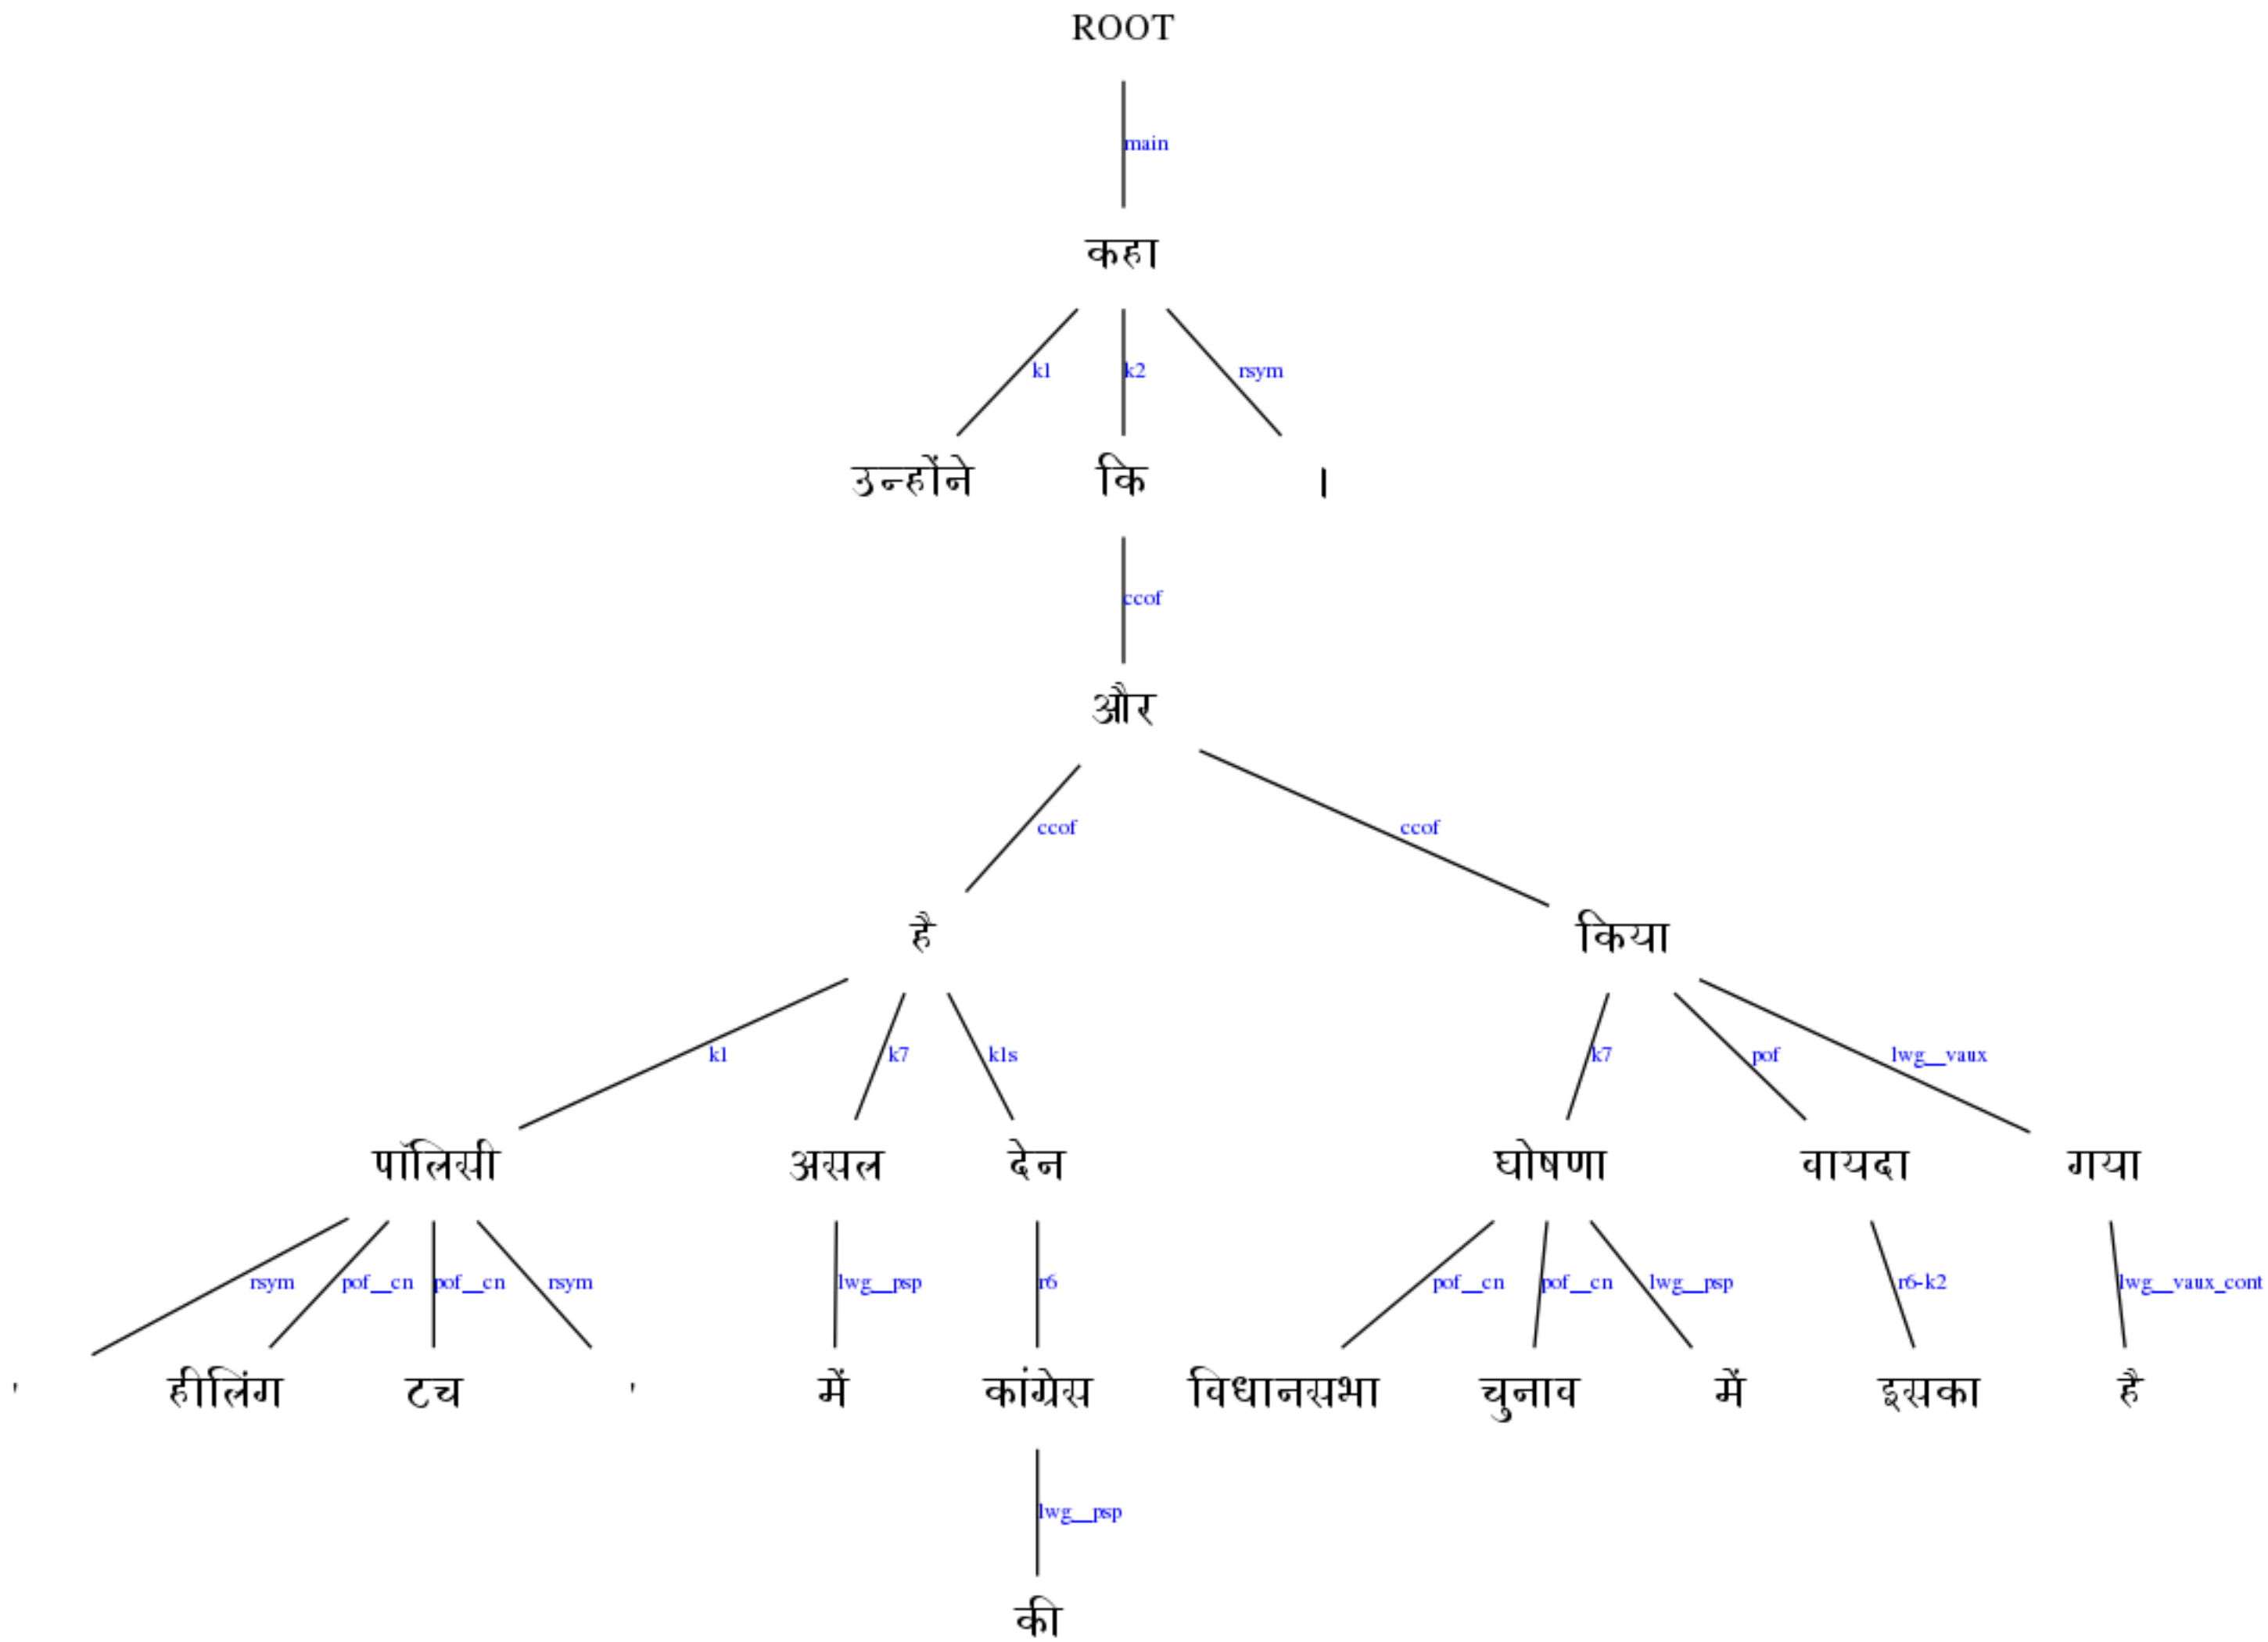 ROOT
main
कहा
k1 k2 rsym
उन्होंने कि ।
ccof
और
ccof ccof
है किया
k1 k7 k1s k7 pof lwg__vaux
पॉलिसी असल देन घोषणा वायदा गया
rsym pof__cn pof__cn rsym lwg__psp r6 pof__cn pof__cn lwg__psp r6-k2 lwg__vaux_cont
' हीलिंग टच ' में कांग्रेस विधानसभा चुनाव में इसका है
lwg__psp
की